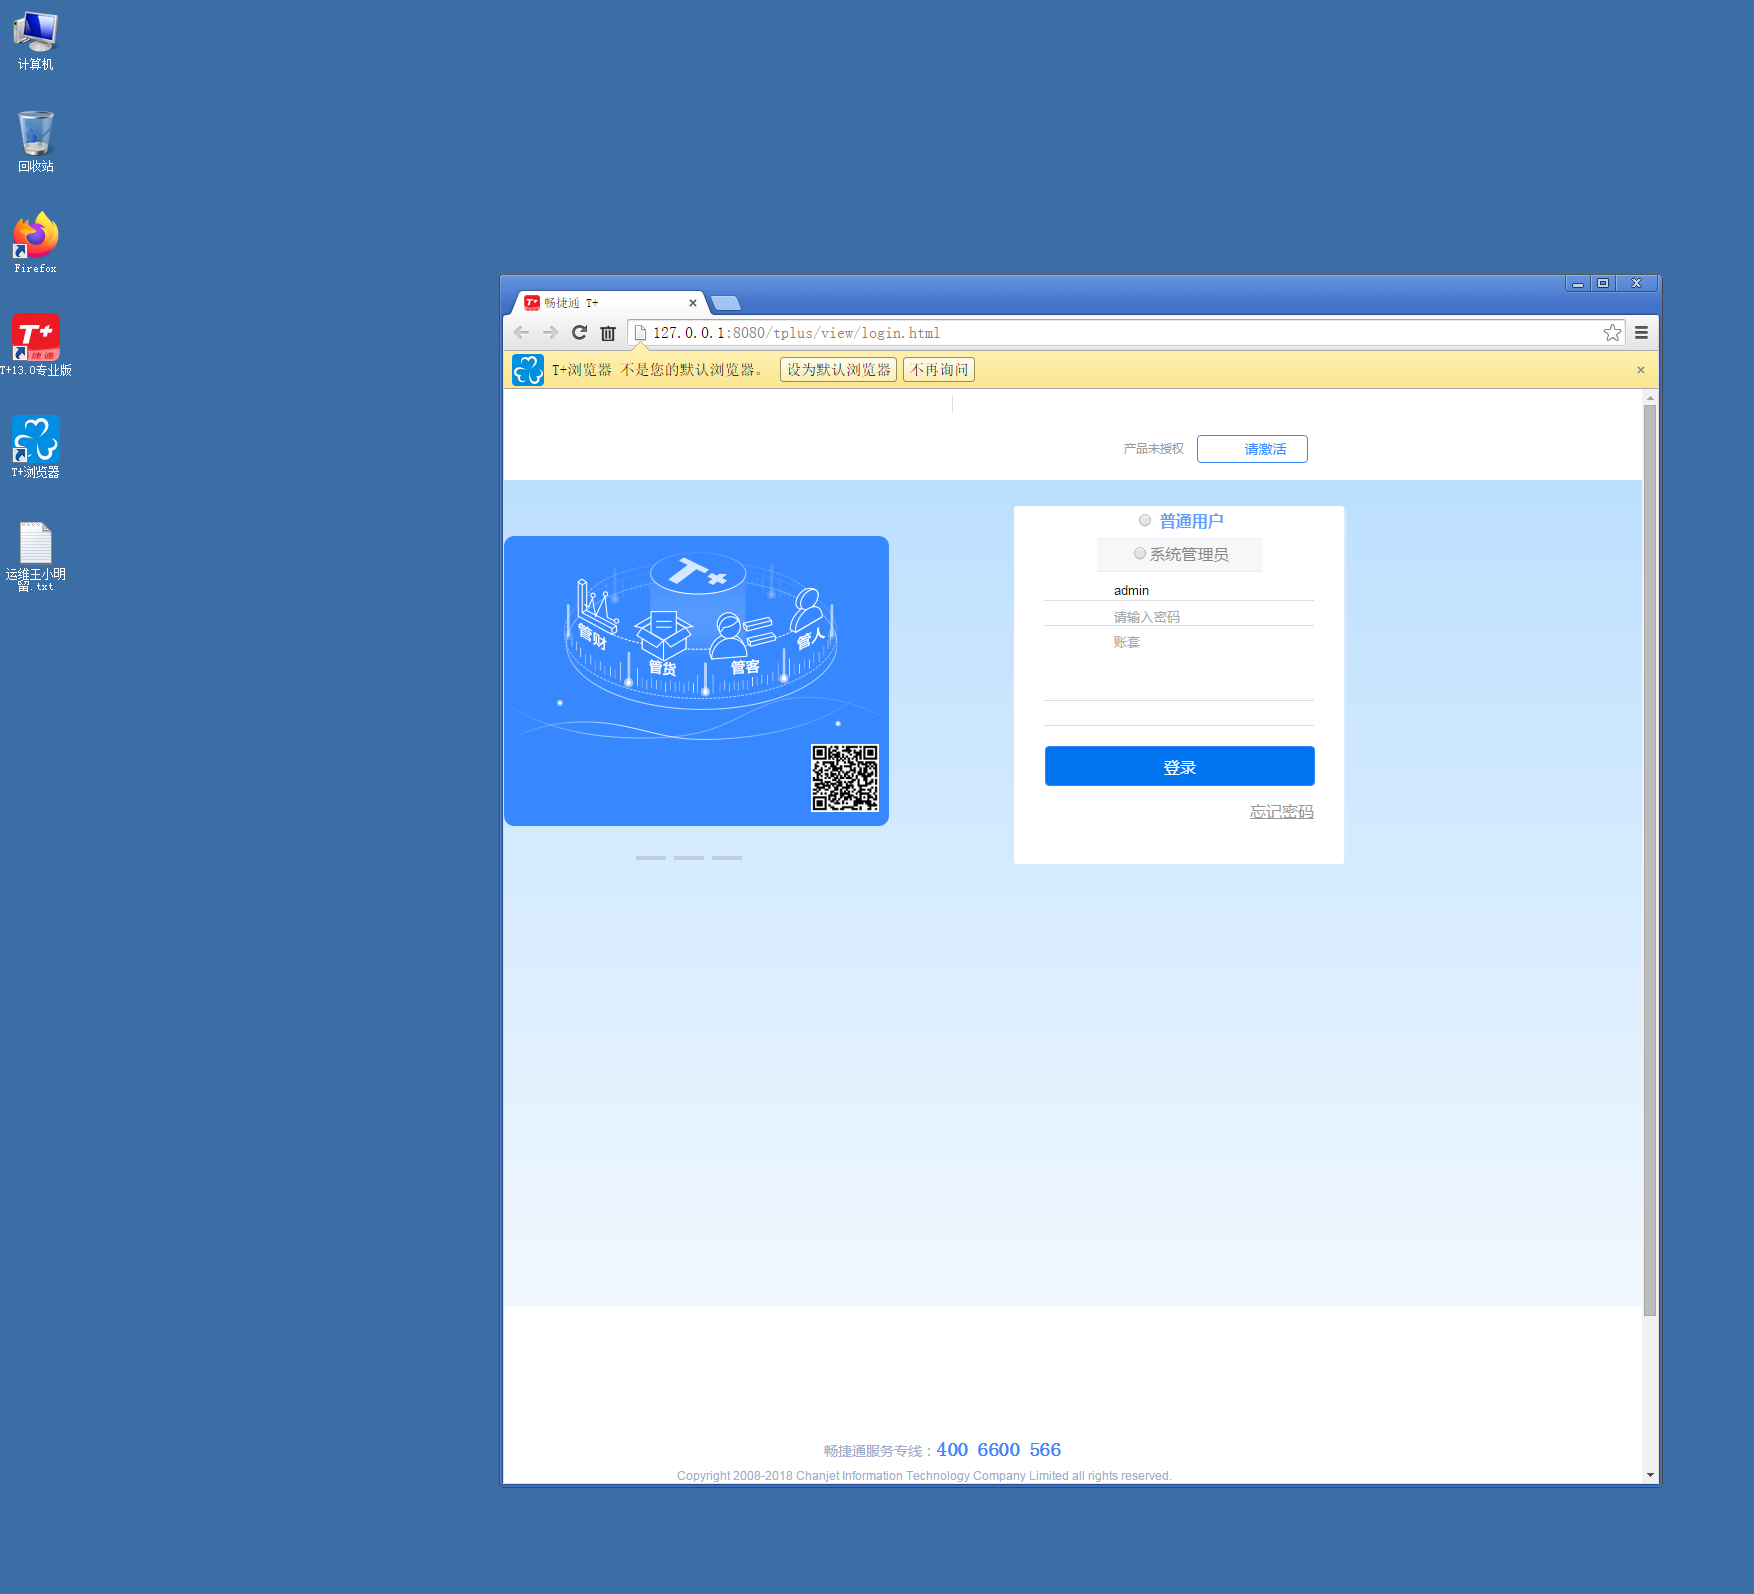 计算机
回收站
Firefox
T+13.0专业版
T+浏览器
运维王小明
留.txt
畅捷通 T+
127.0.0.1:8080/tplus/view/login.html
T+浏览器 不是您的默认浏览器。 设为默认浏览器 不再询问
产品未授权 请激活
T+
管财
管货
管客
管人
普通用户
系统管理员
admin
请输入密码
账套
登录
忘记密码
畅捷通服务专线：400 6600 566
Copyright 2008-2018 Chanjet Information Technology Company Limited all rights reserved.